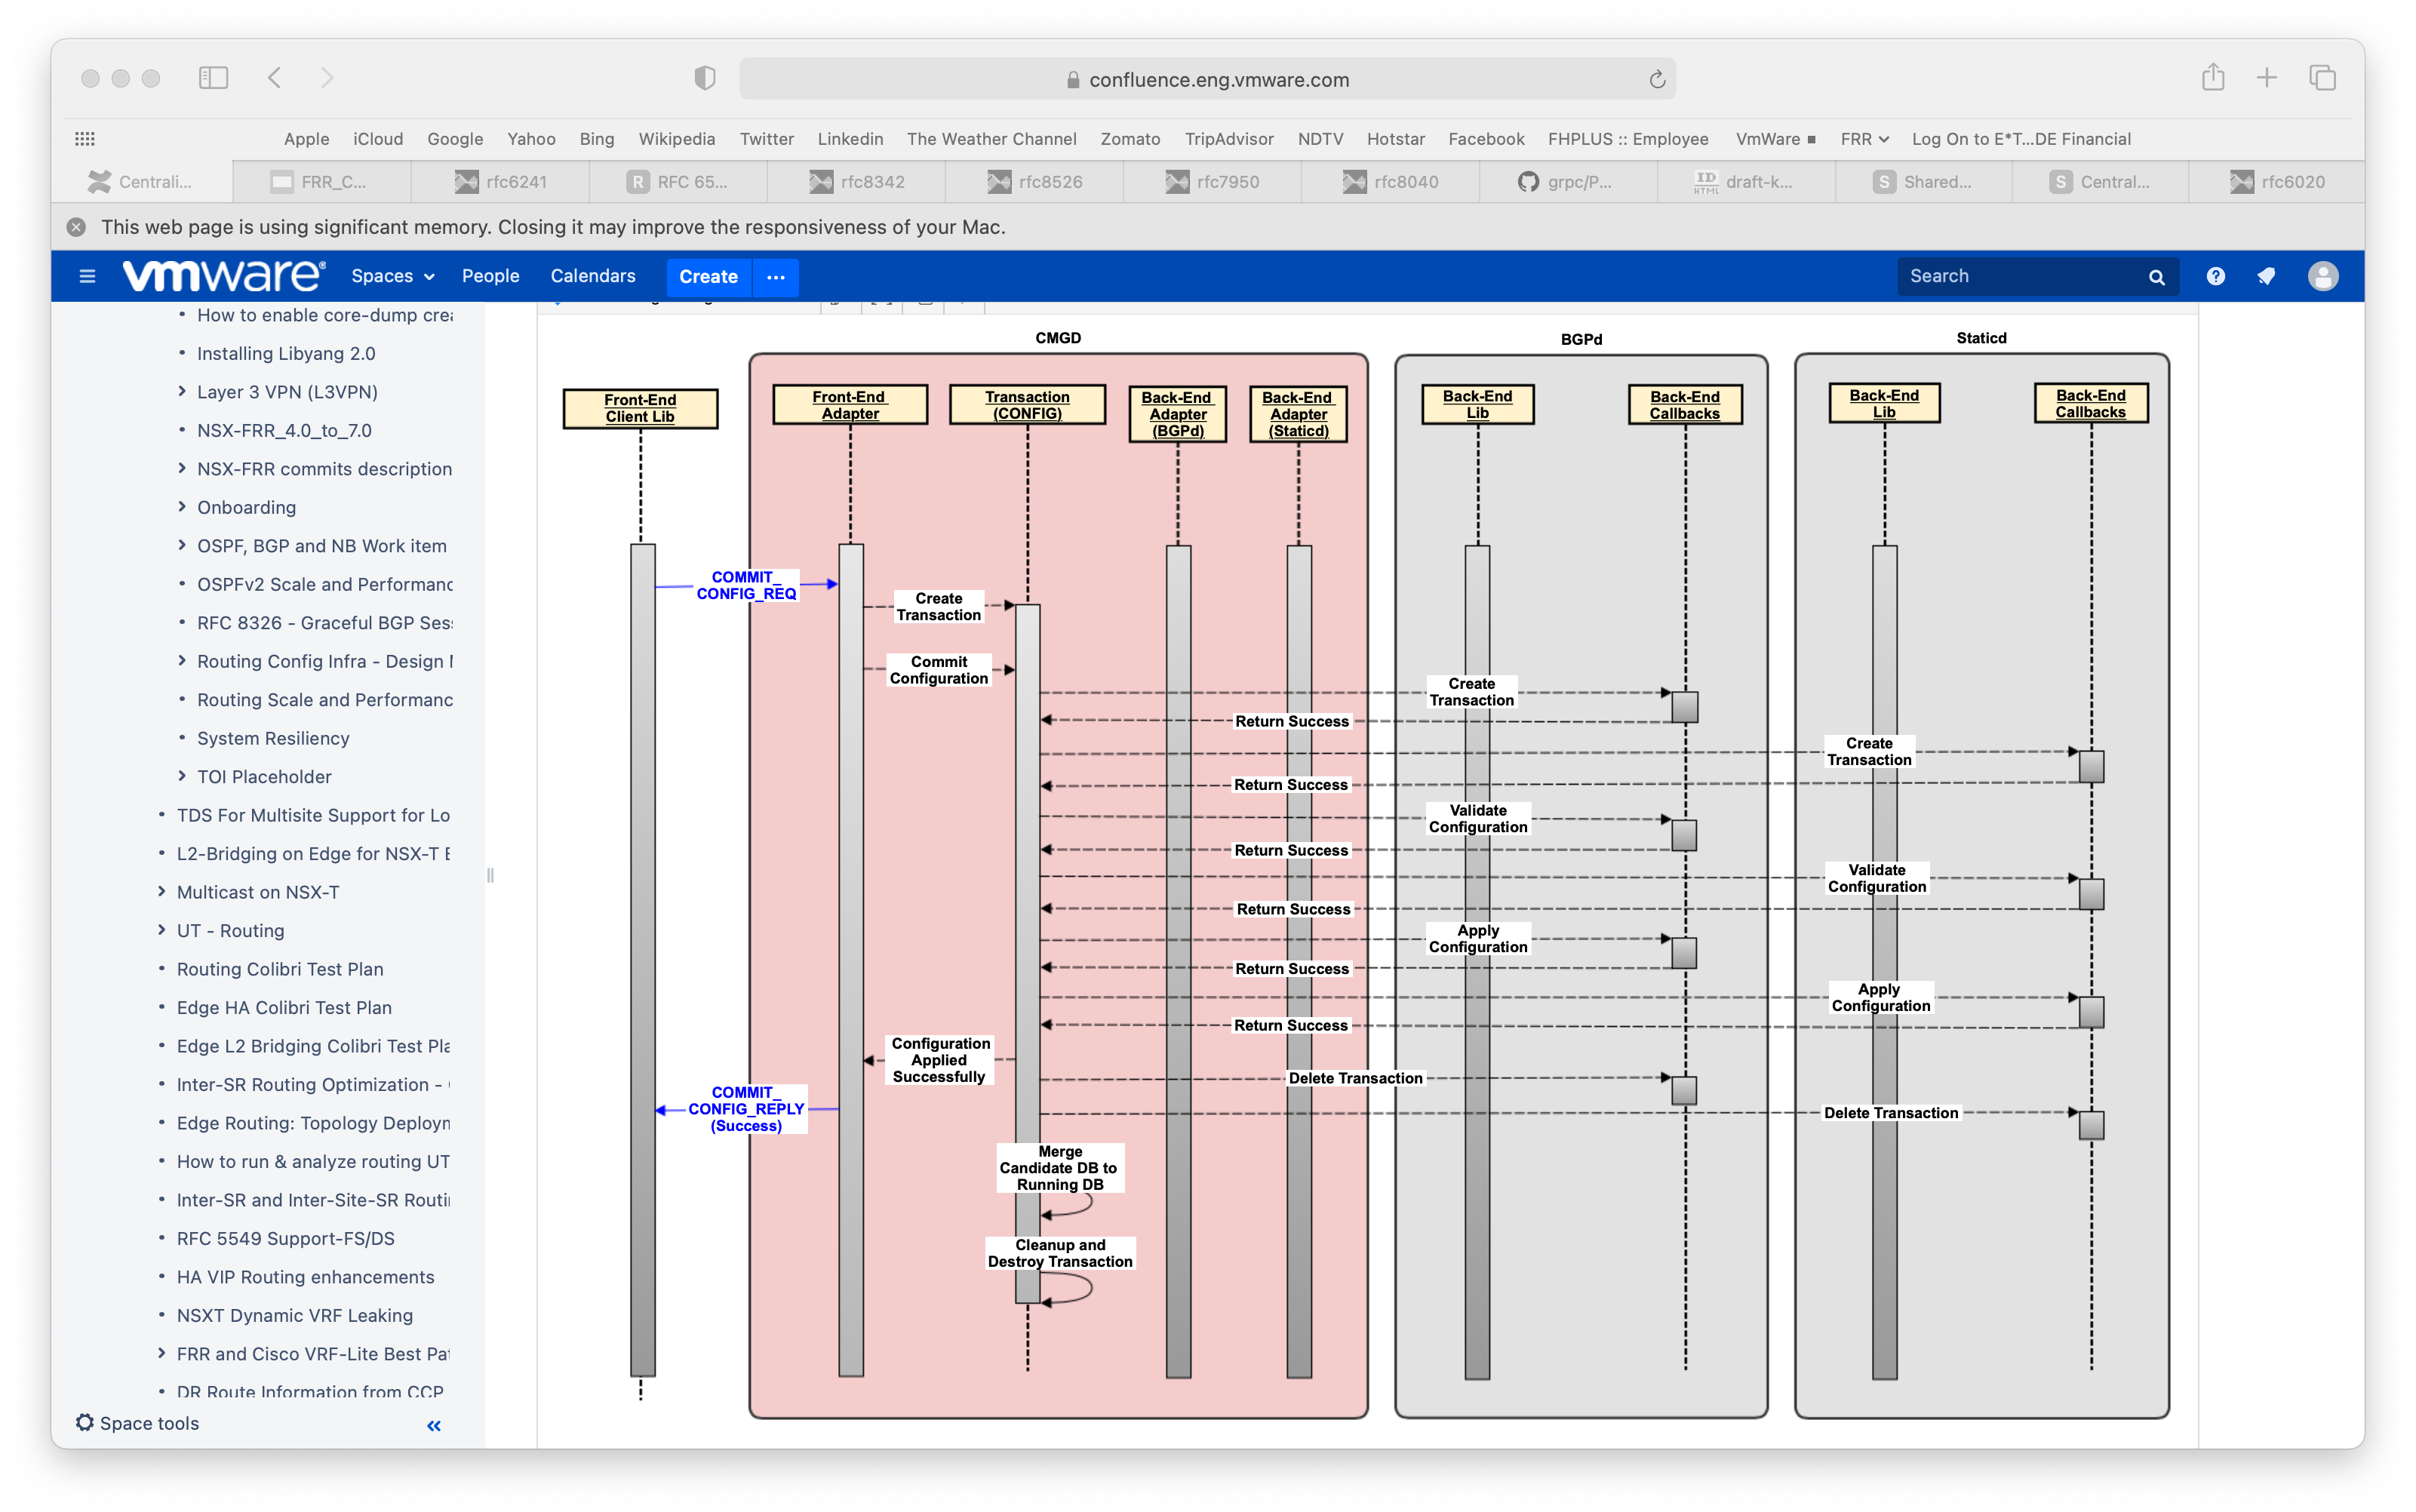 confluence.eng.vmware.com
Apple iCloud Google Yahoo Bing Wikipedia Twitter Linkedin The Weather Channel Zomato TripAdvisor NDTV Hotstar Facebook FHPLUS :: Employee VmWare FRR Log On to E*T...DE Financial
Centrali... FRR_C... rfc6241 RFC 65... rfc8342 rfc8526 rfc7950 rfc8040 grpc/P... draft-k... Shared... Central... rfc6020
This web page is using significant memory. Closing it may improve the responsiveness of your Mac.
vmware® Spaces People Calendars Create ... Search
How to enable core-dump crea
Installing Libyang 2.0
Layer 3 VPN (L3VPN)
NSX-FRR_4.0_to_7.0
NSX-FRR commits description
Onboarding
OSPF, BGP and NB Work item
OSPFv2 Scale and Performanc
RFC 8326 - Graceful BGP Sess
Routing Config Infra - Design
Routing Scale and Performanc
System Resiliency
TOI Placeholder
TDS For Multisite Support for Lo
L2-Bridging on Edge for NSX-T E
Multicast on NSX-T
UT - Routing
Routing Colibri Test Plan
Edge HA Colibri Test Plan
Edge L2 Bridging Colibri Test Pla
Inter-SR Routing Optimization -
Edge Routing: Topology Deployn
How to run & analyze routing UT
Inter-SR and Inter-Site-SR Routi
RFC 5549 Support-FS/DS
HA VIP Routing enhancements
NSXT Dynamic VRF Leaking
FRR and Cisco VRF-Lite Best Pat
DR Route Information from CCP
Space tools
CMGD
BGPd
Staticd
Front-End
Client Lib
Front-End
Adapter
Transaction
(CONFIG)
Back-End
Adapter
(BGPd)
Back-End
Adapter
(Staticd)
Back-End
Lib
Back-End
Callbacks
Back-End
Lib
Back-End
Callbacks
COMMIT_
CONFIG_REQ
Create
Transaction
Commit
Configuration
Create
Transaction
Return Success
Create
Transaction
Return Success
Validate
Configuration
Return Success
Validate
Configuration
Return Success
Apply
Configuration
Return Success
Apply
Configuration
Return Success
Configuration
Applied
Successfully
Delete Transaction
COMMIT_
CONFIG_REPLY
(Success)
Delete Transaction
Merge
Candidate DB to
Running DB
Cleanup and
Destroy Transaction